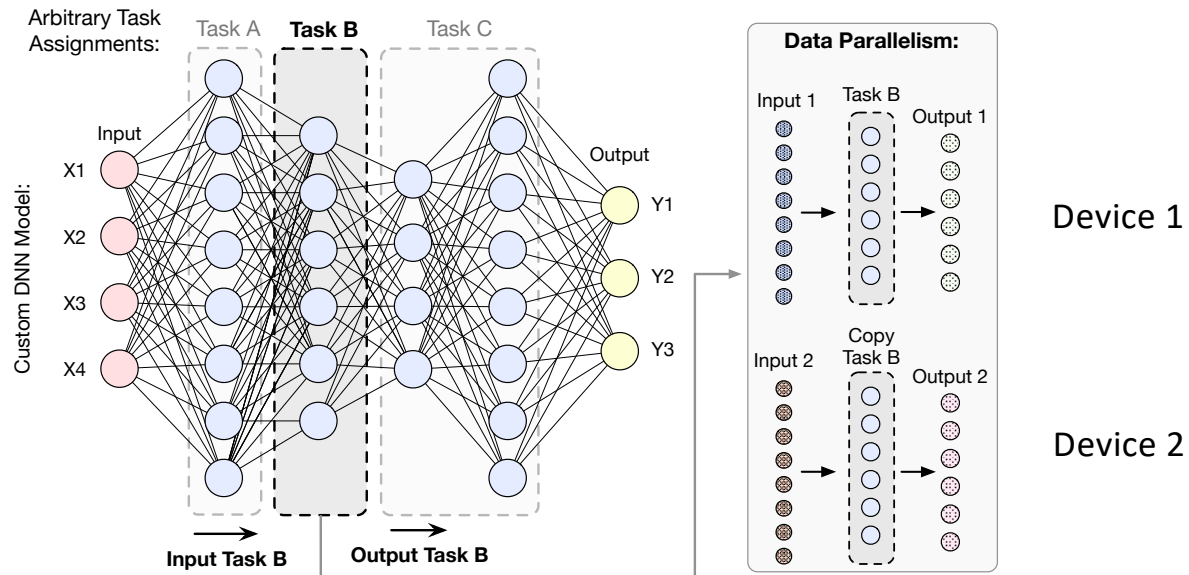 Arbitrary Task
Assignments:
Task A
Task B
Task C
Custom DNN Model:
Input
X1
X2
X3
X4
Output
Y1
Y2
Y3
Input Task B
Output Task B
Data Parallelism:
Input 1
Task B
Output 1
Device 1
Input 2
Copy
Task B
Output 2
Device 2